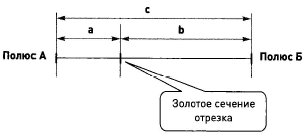 c
a
b
Полюс А
Полюс Б
Золотое сечение
отрезка